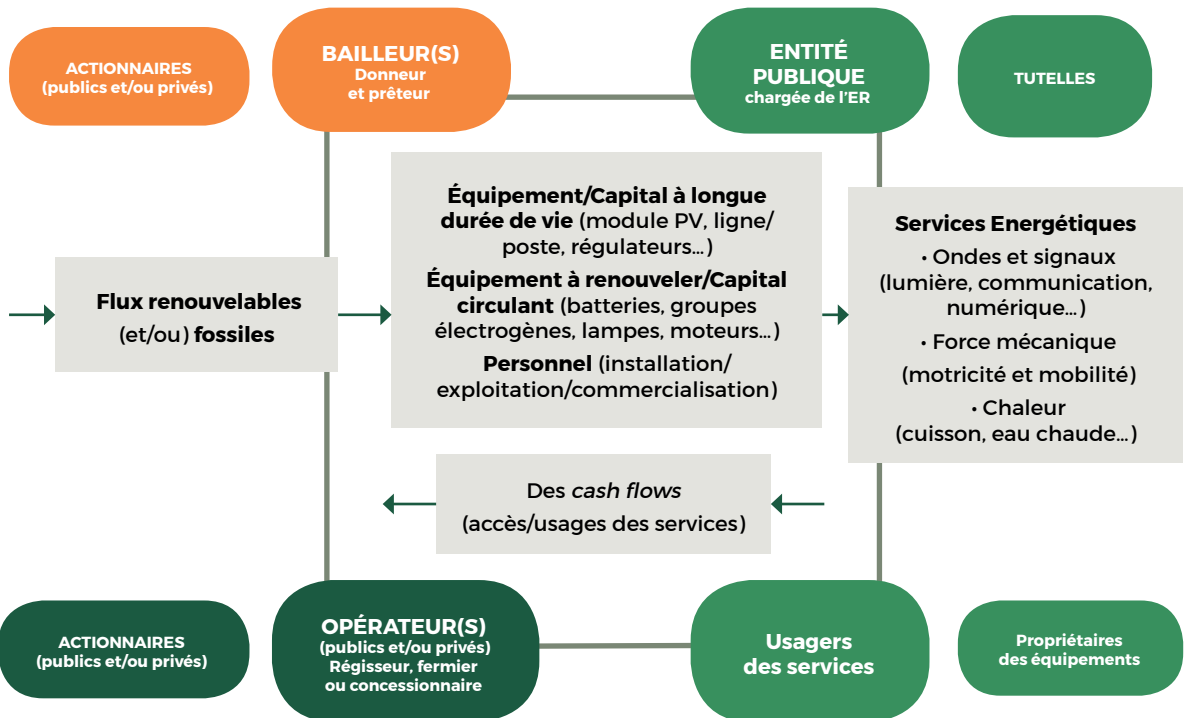 ACTIONNAIRES
(publics et/ou privés)
BAILLEUR(S)
Donneur
et prêteur
ENTITÉ
PUBLIQUE
chargée de l'ER
TUTELLES
Flux renouvelables
(et/ou) fossiles
Équipement/Capital à longue
durée de vie (module PV, ligne/
poste, régulateurs...)
Équipement à renouveler/Capital
circulant (batteries, groupes
électrogènes, lampes, moteurs...)
Personnel (installation/
exploitation/commercialisation)
Services Energétiques
• Ondes et signaux
(lumière, communication,
numérique...)
• Force mécanique
(motricité et mobilité)
• Chaleur
(cuisson, eau chaude...)
Des cash flows
(accès/usages des services)
ACTIONNAIRES
(publics et/ou privés)
OPÉRATEUR(S)
(publics et/ou privés)
Régisseur, fermier
ou concessionnaire
Usagers
des services
Propriétaires
des équipements